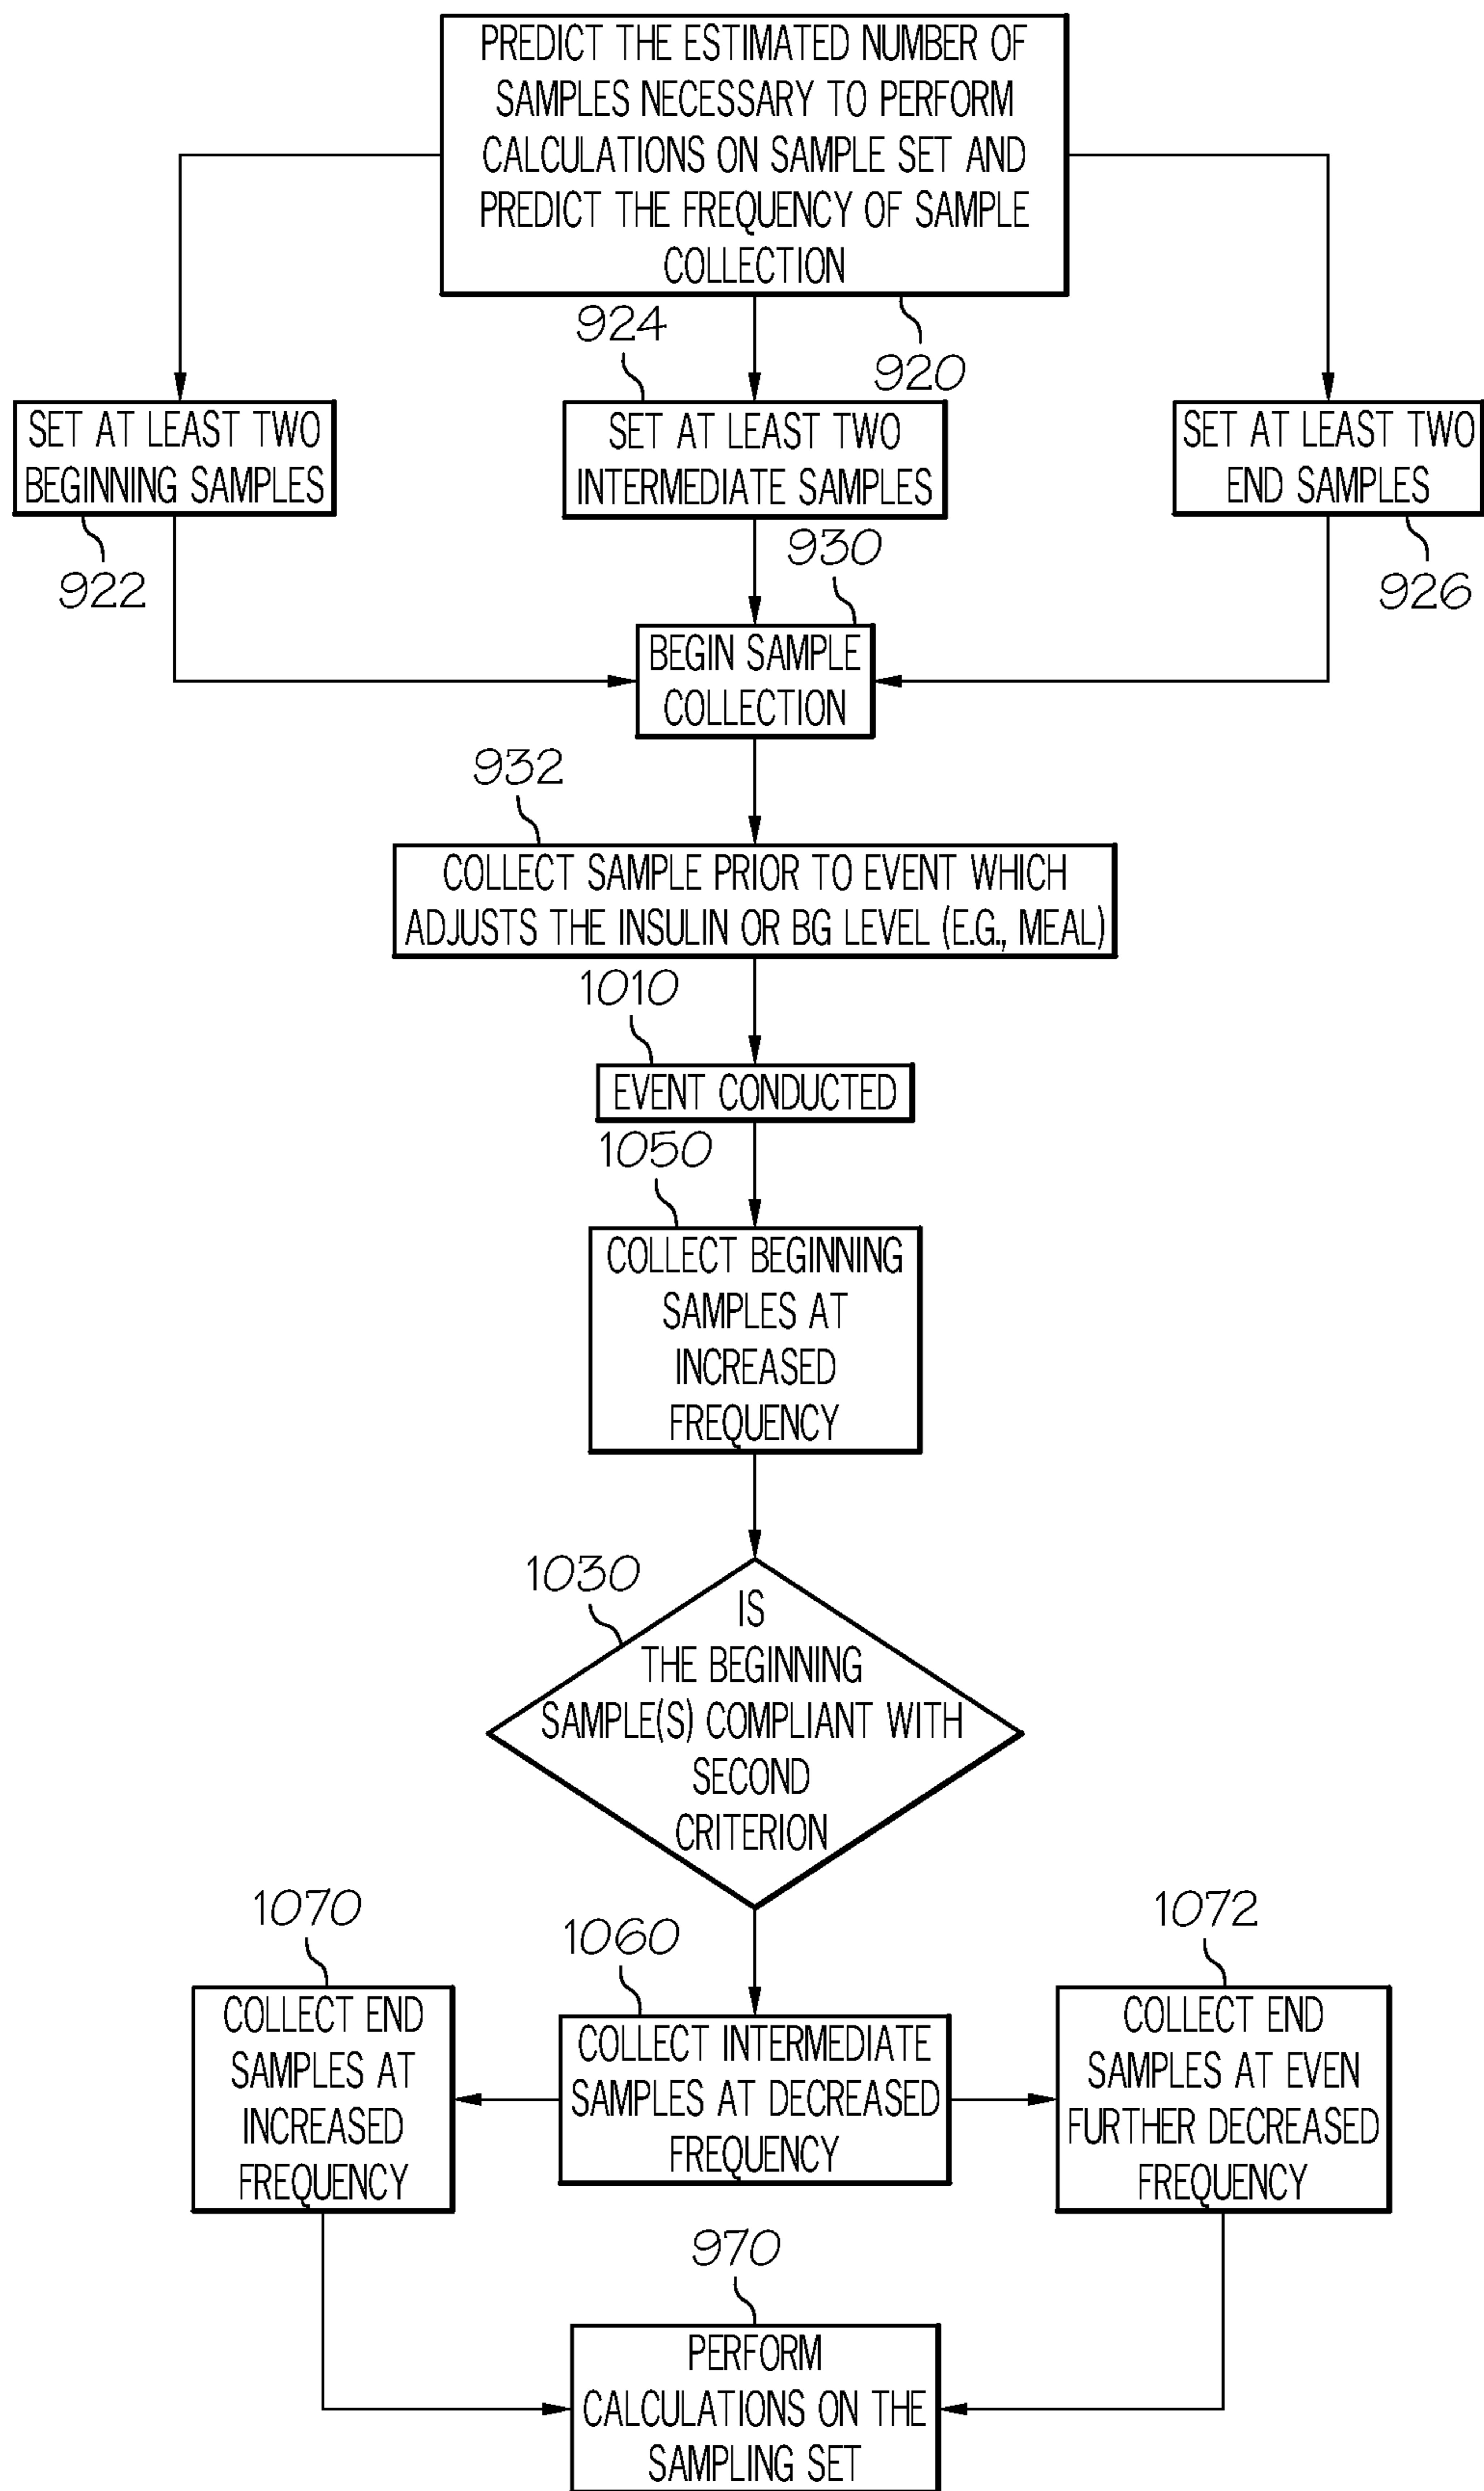 PREDICT THE ESTIMATED NUMBER OF
SAMPLES NECESSARY TO PERFORM
CALCULATIONS ON SAMPLE SET AND
PREDICT THE FREQUENCY OF SAMPLE
COLLECTION
924
920
SET AT LEAST TWO
BEGINNING SAMPLES
SET AT LEAST TWO
INTERMEDIATE SAMPLES
SET AT LEAST TWO
END SAMPLES
922
930
926
BEGIN SAMPLE
COLLECTION
932
COLLECT SAMPLE PRIOR TO EVENT WHICH
ADJUSTS THE INSULIN OR BG LEVEL (E.G., MEAL)
1010
EVENT CONDUCTED
1050
COLLECT BEGINNING
SAMPLES AT
INCREASED
FREQUENCY
1030
IS
THE BEGINNING
SAMPLE(S) COMPLIANT WITH
SECOND
CRITERION
1070
1060
1072
COLLECT END
SAMPLES AT
INCREASED
FREQUENCY
COLLECT INTERMEDIATE
SAMPLES AT DECREASED
FREQUENCY
COLLECT END
SAMPLES AT EVEN
FURTHER DECREASED
FREQUENCY
970
PERFORM
CALCULATIONS ON THE
SAMPLING SET